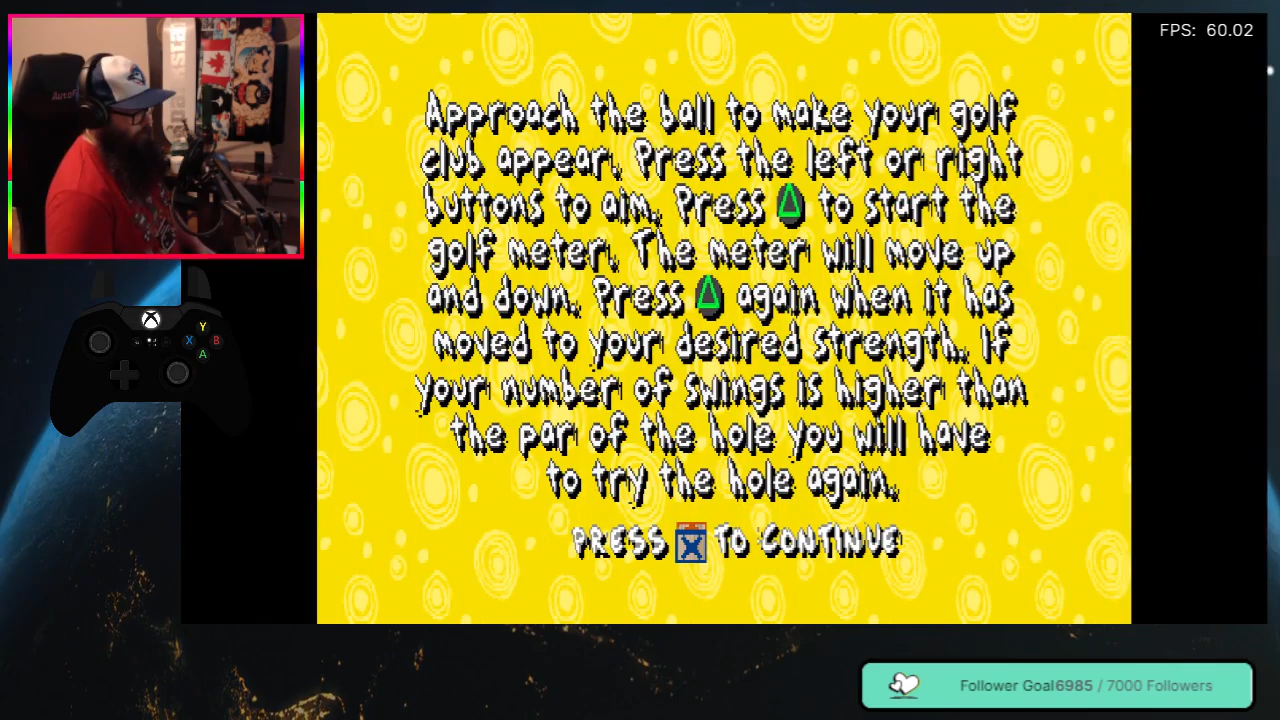 FPS: 60.02
Approach the ball to make your golf
club appear. Press the left or right
buttons to aim. Press △ to start the
golf meter. The meter will move up
and down. Press △ again when it has
moved to your desired strength. If
your number of swings is higher than
the par of the hole you will have
to try the hole again.
PRESS X TO CONTINUE
Y
X B
A
Follower Goal 6985 / 7000 Followers